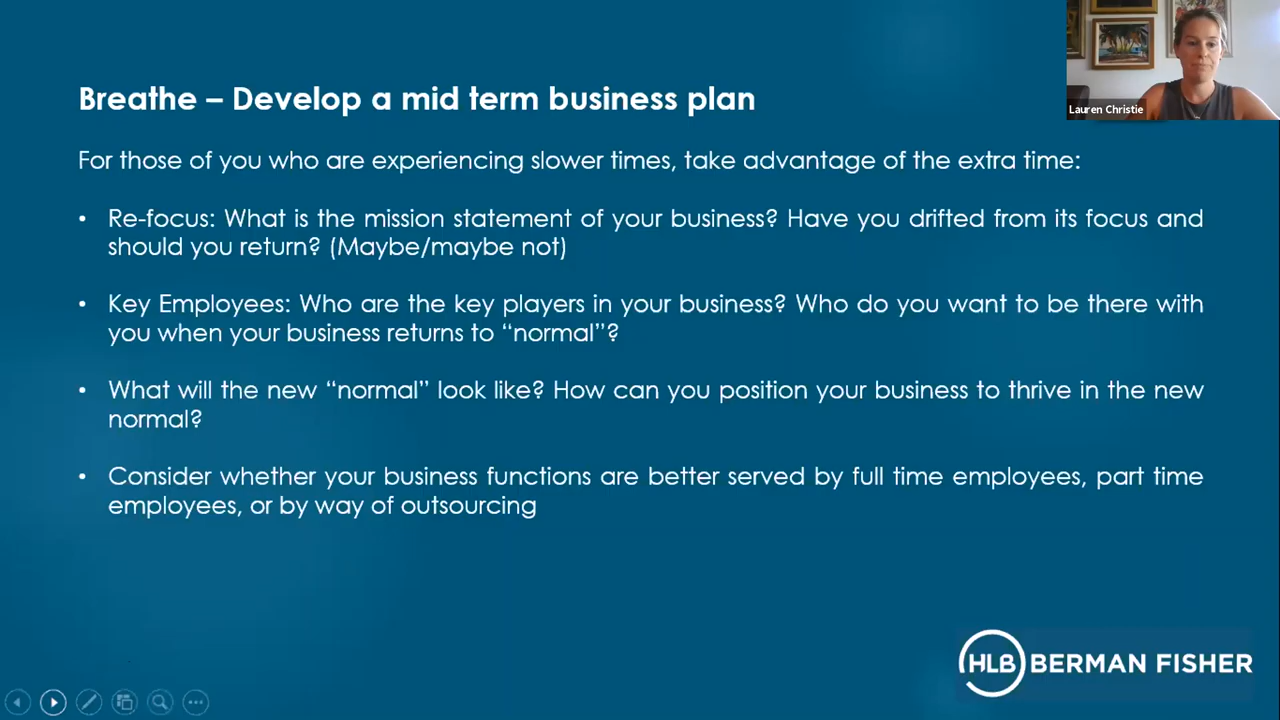 Breathe – Develop a mid term business plan
Lauren Christie
For those of you who are experiencing slower times, take advantage of the extra time:
• Re-focus: What is the mission statement of your business? Have you drifted from its focus and
should you return? (Maybe/maybe not)
• Key Employees: Who are the key players in your business? Who do you want to be there with
you when your business returns to “normal”?
• What will the new “normal” look like? How can you position your business to thrive in the new
normal?
• Consider whether your business functions are better served by full time employees, part time
employees, or by way of outsourcing
HLB BERMAN FISHER